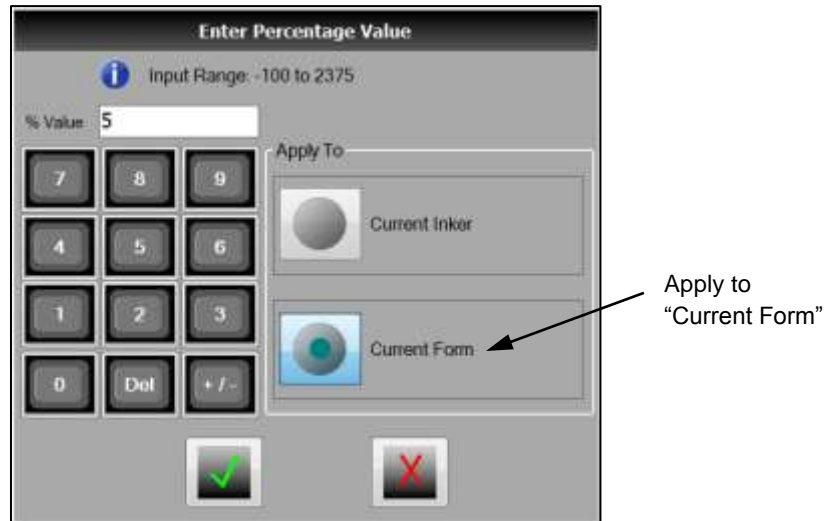 Enter Percentage Value
Input Range: -100 to 2375
% Value 5
Apply To
7 8 9
Current Inker
4 5 6
1 2 3
Current Form
0 Del + / -
Apply to
“Current Form”